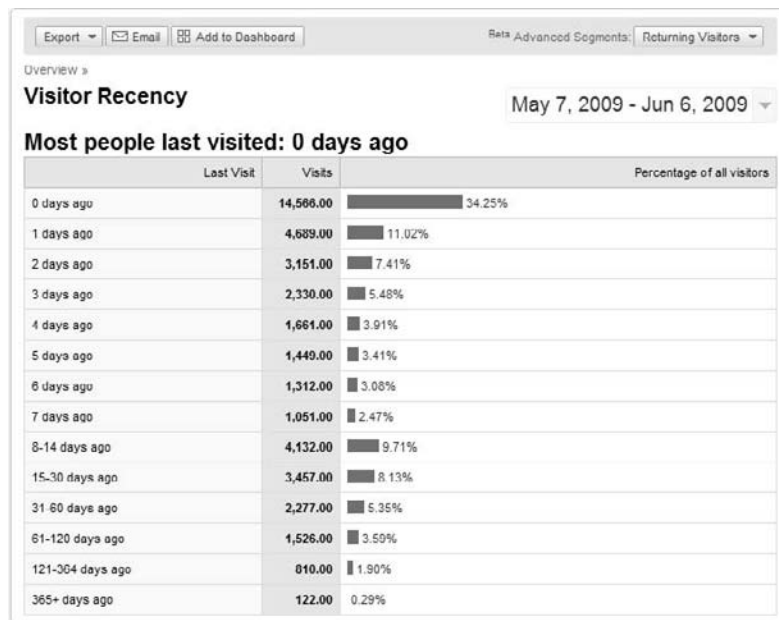 Export Email Add to Dashboard Beta Advanced Segments: Returning Visitors
Overview »
Visitor Recency
May 7, 2009 - Jun 6, 2009
Most people last visited: 0 days ago
Last Visit Visits Percentage of all visitors
0 days ago 14,566.00 34.25%
1 days ago 4,689.00 11.02%
2 days ago 3,151.00 7.41%
3 days ago 2,330.00 5.48%
4 days ago 1,661.00 3.91%
5 days ago 1,449.00 3.41%
6 days ago 1,312.00 3.08%
7 days ago 1,051.00 2.47%
8-14 days ago 4,132.00 9.71%
15-30 days ago 3,457.00 8.13%
31-60 days ago 2,277.00 5.35%
61-120 days ago 1,526.00 3.59%
121-364 days ago 810.00 1.90%
365+ days ago 122.00 0.29%